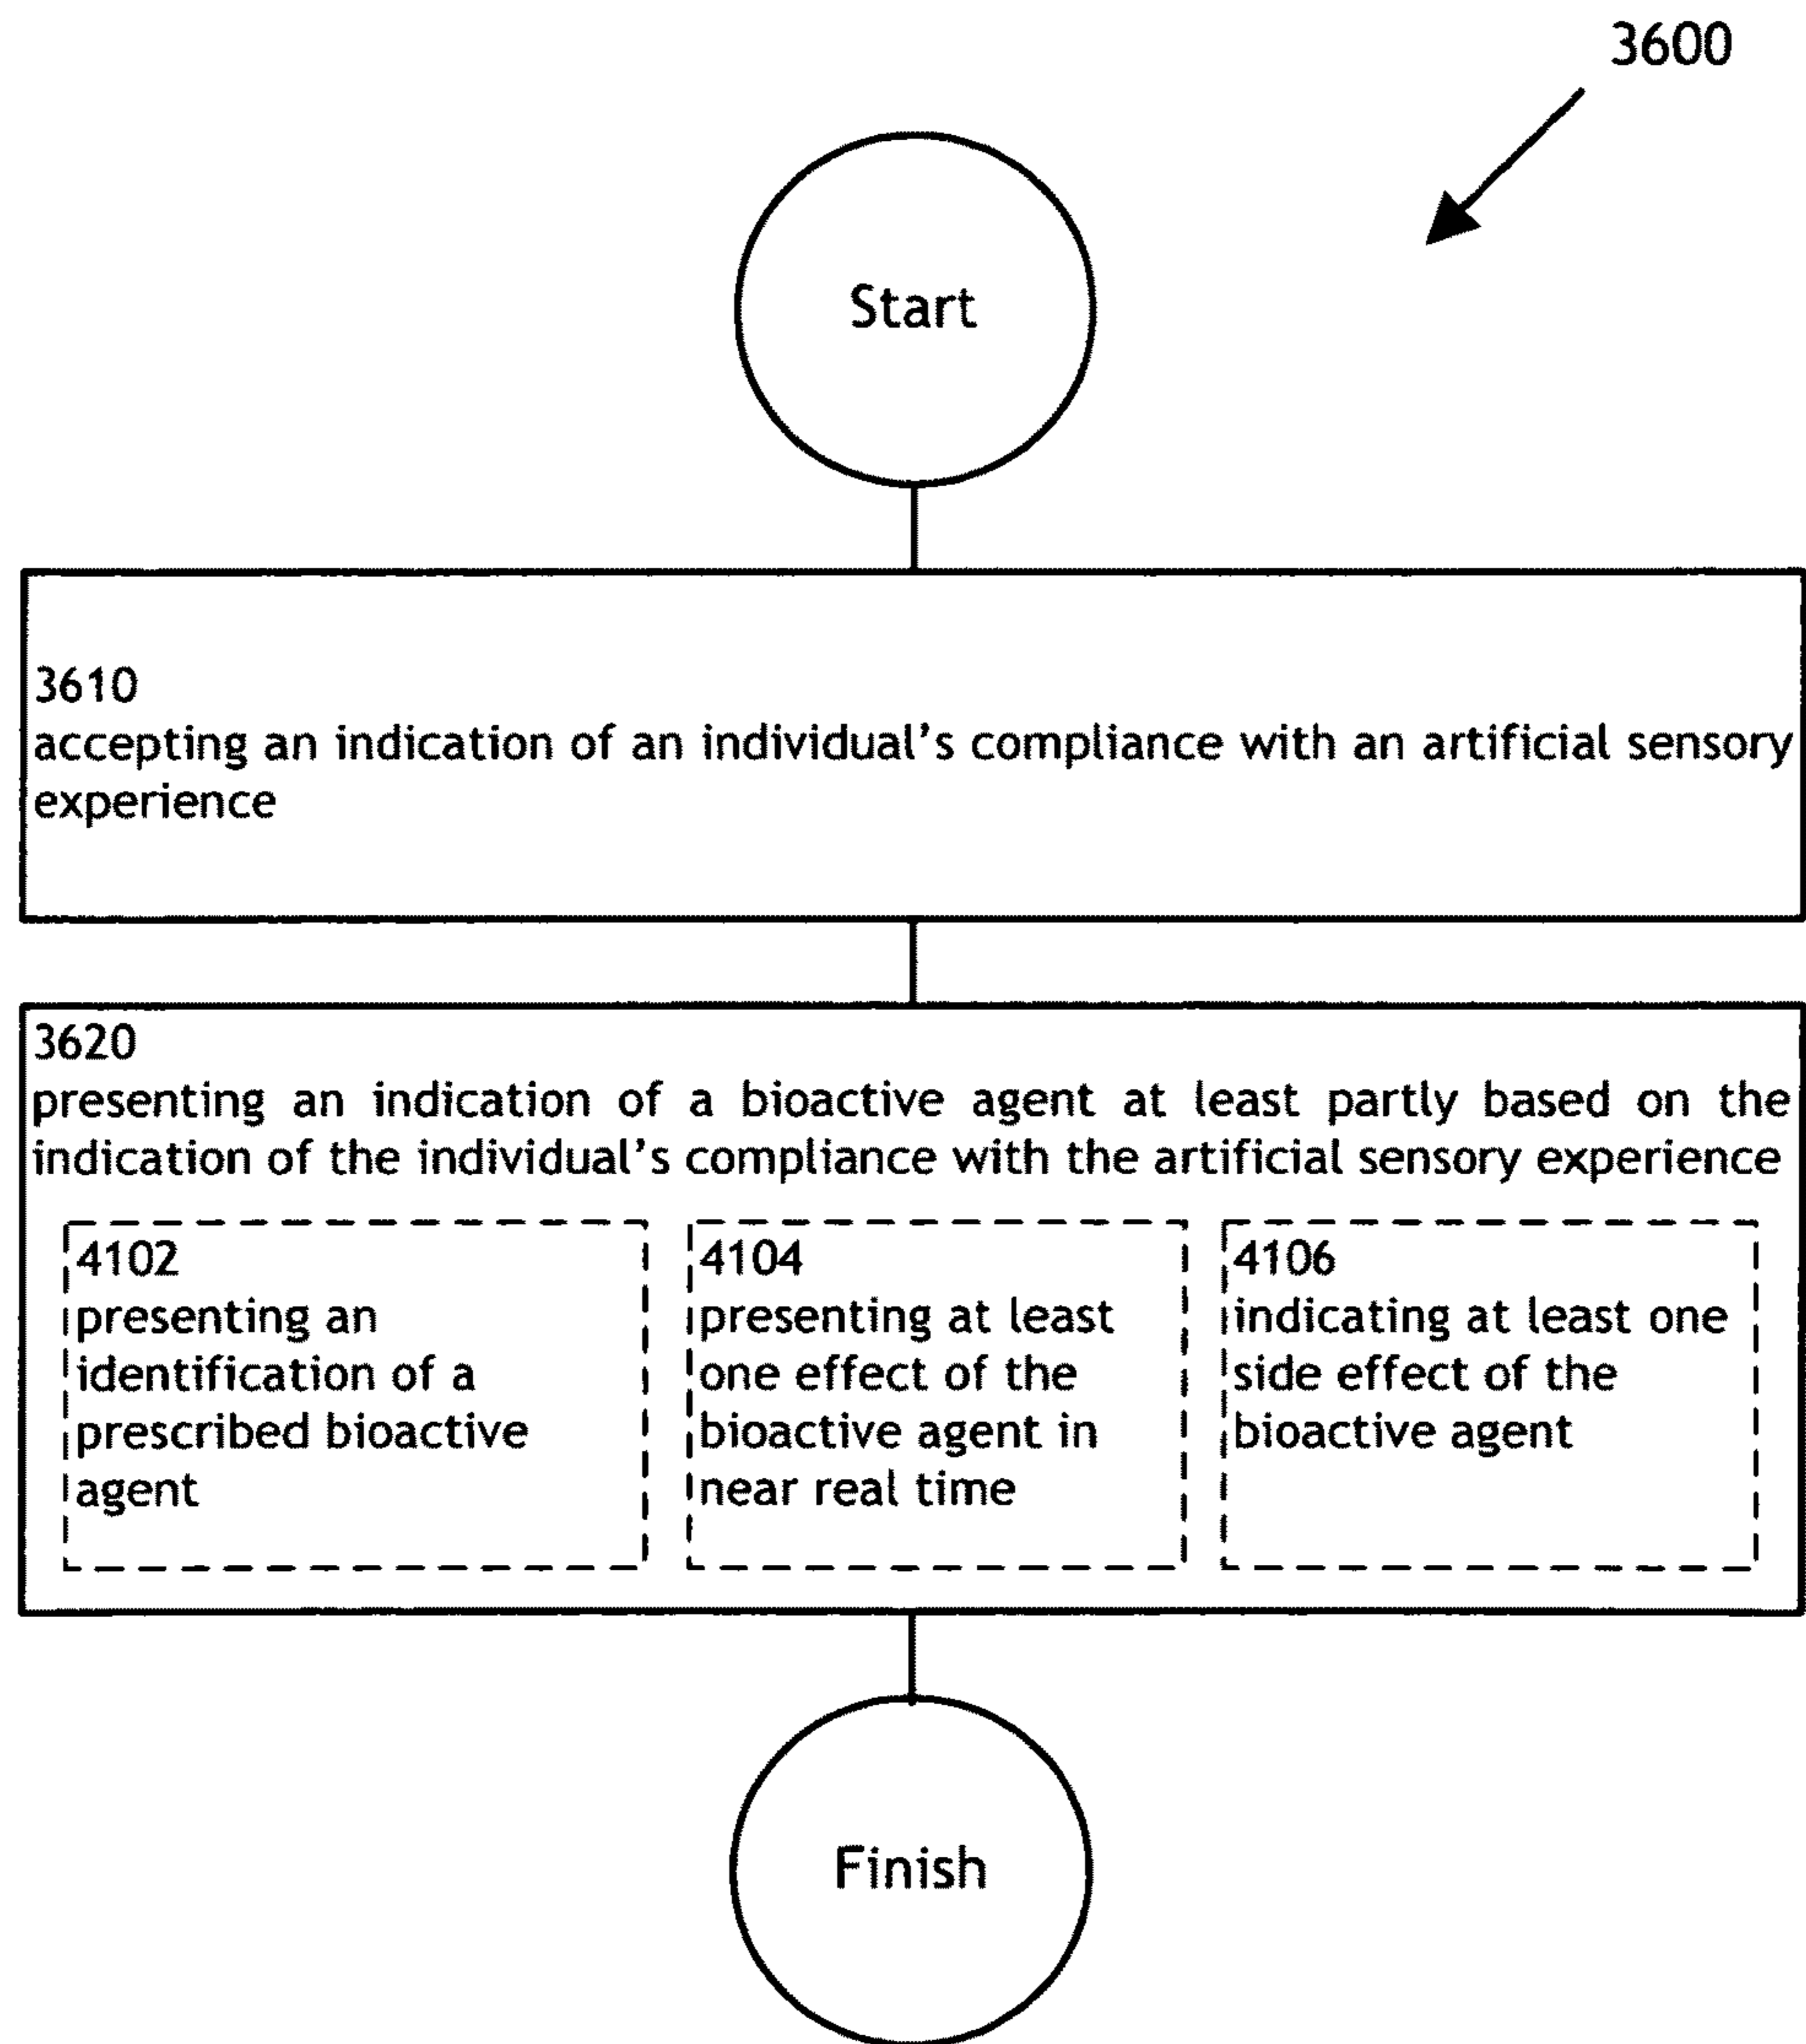 3600
Start
3610
accepting an indication of an individual's compliance with an artificial sensory
experience
3620
presenting an indication of a bioactive agent at least partly based on the
indication of the individual's compliance with the artificial sensory experience
4102
presenting an
identification of a
prescribed bioactive
agent
4104
presenting at least
one effect of the
bioactive agent in
near real time
4106
indicating at least one
side effect of the
bioactive agent
Finish